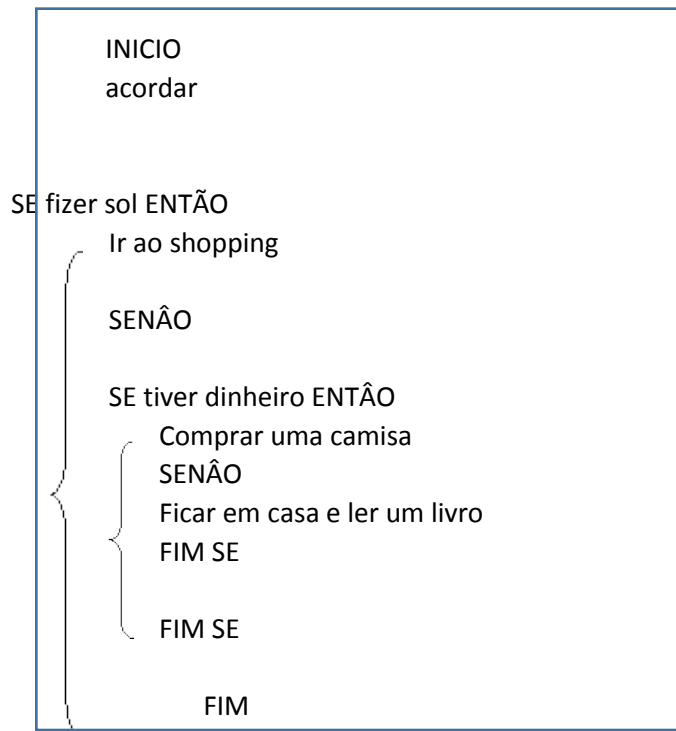 INICIO
acordar
SE fizer sol ENTÃO
Ir ao shopping
SENÂO
SE tiver dinheiro ENTÂO
Comprar uma camisa
SENÂO
Ficar em casa e ler um livro
FIM SE
FIM SE
FIM